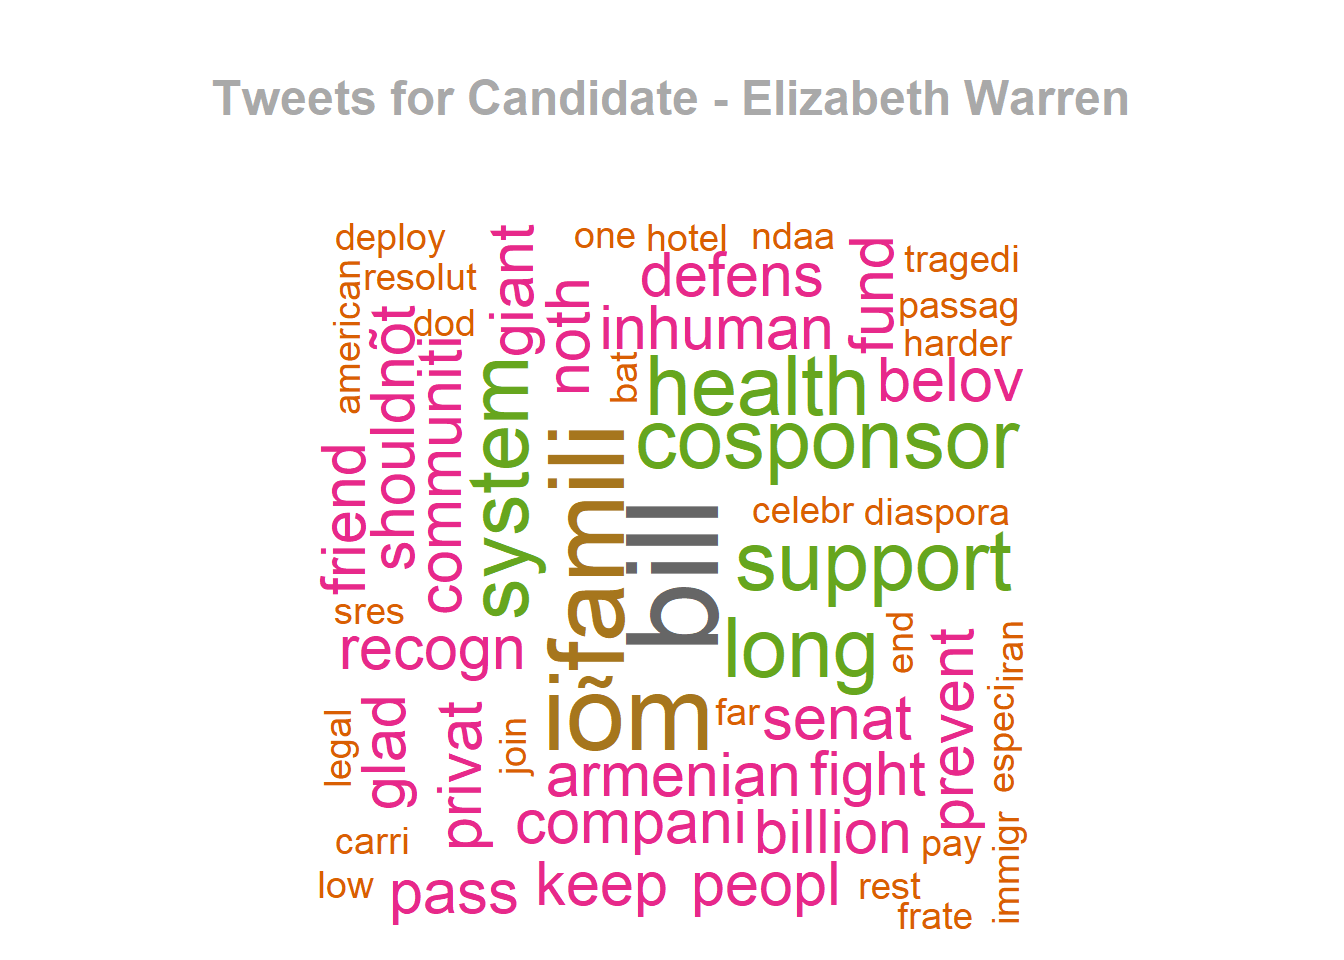 Tweets for Candidate - Elizabeth Warren
deploy
one
hotel
ndaa
giant
fund
tragedi
defens
resolut
american
noth
passag
shouldnõt
dod
inhuman
harder
communiti
bat
health
belov
system
cosponsor
famili
friend
bill
celebr
diaspora
support
sres
recogn
long
end
prevent
iran
iõm
far
senat
especi
legal
glad
privat
join
armenian
fight
compani
billion
carri
pay
immigr
low
pass
keep
peopl
rest
frate